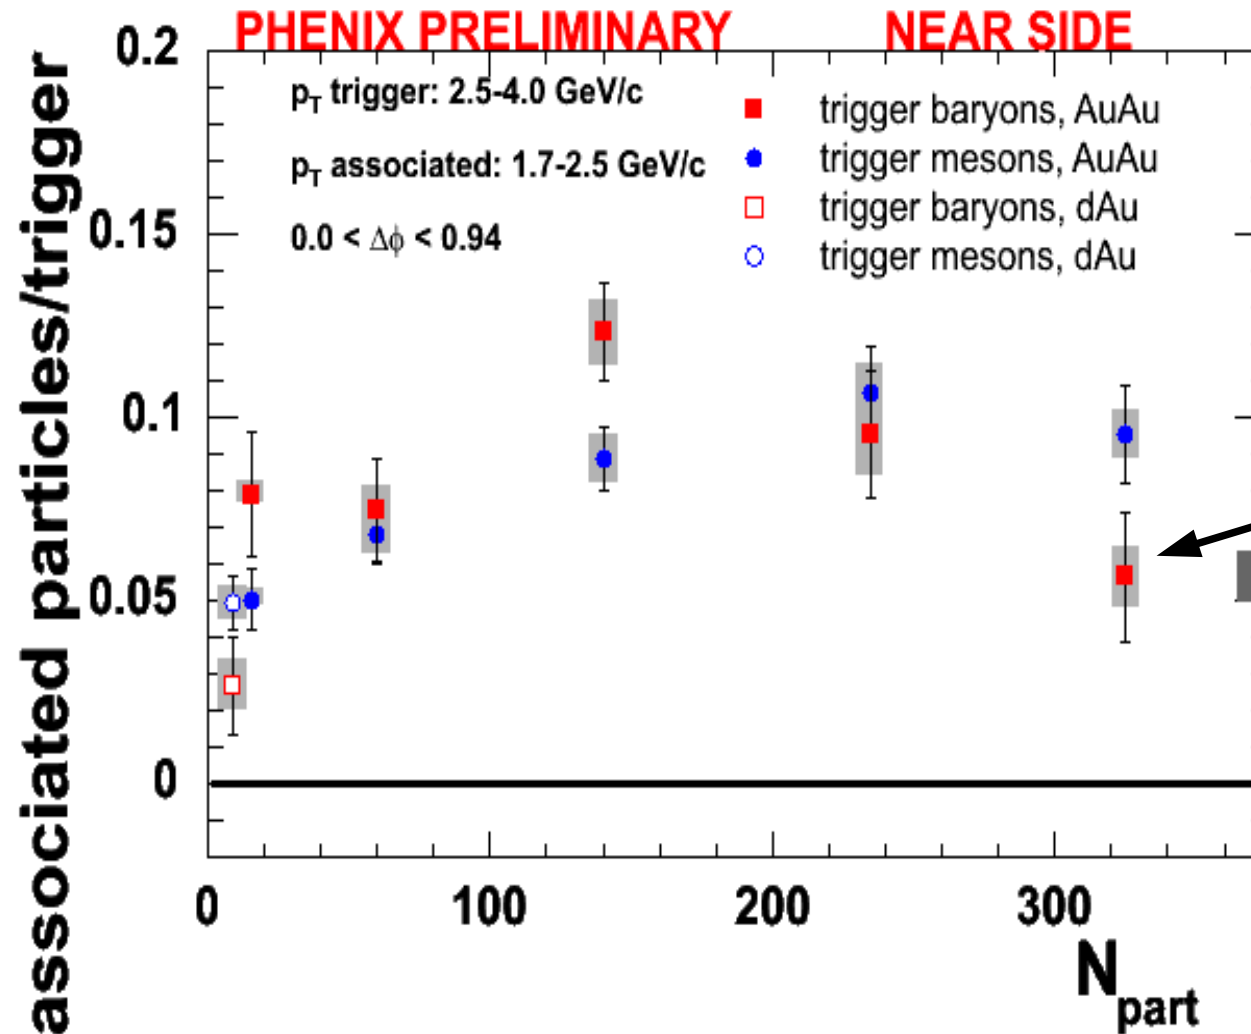 PHENIX PRELIMINARY NEAR SIDE
p_T trigger: 2.5-4.0 GeV/c
p_T associated: 1.7-2.5 GeV/c
0.0 < Δϕ < 0.94
trigger baryons, AuAu
trigger mesons, AuAu
trigger baryons, dAu
trigger mesons, dAu
associated particles/trigger
0.2
0.15
0.1
0.05
0
0 100 200 300
N_part